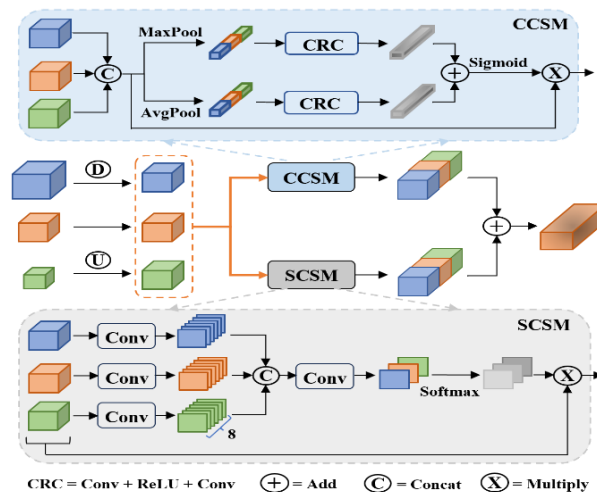 CCSM
MaxPool
CRC
C
+
Sigmoid
X
AvgPool
CRC
D
CCSM
+
U
SCSM
SCSM
Conv
Conv
C
Conv
Softmax
X
Conv
8
CRC = Conv + ReLU + Conv + = Add C = Concat X = Multiply